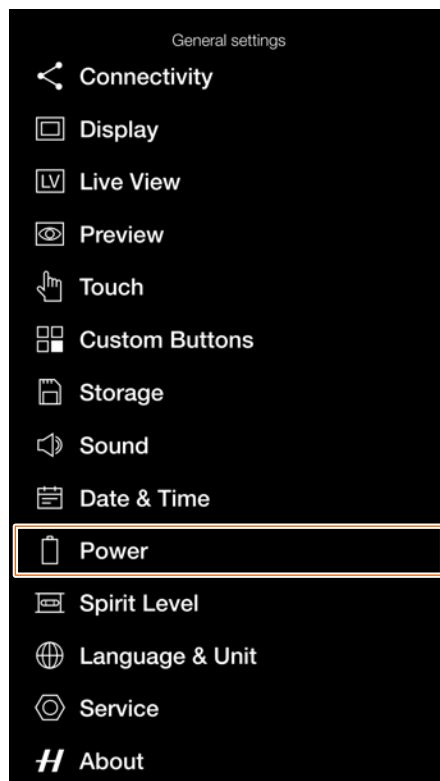 General settings
Connectivity
Display
LV Live View
Preview
Touch
Custom Buttons
Storage
Sound
Date & Time
Power
Spirit Level
Language & Unit
Service
H About